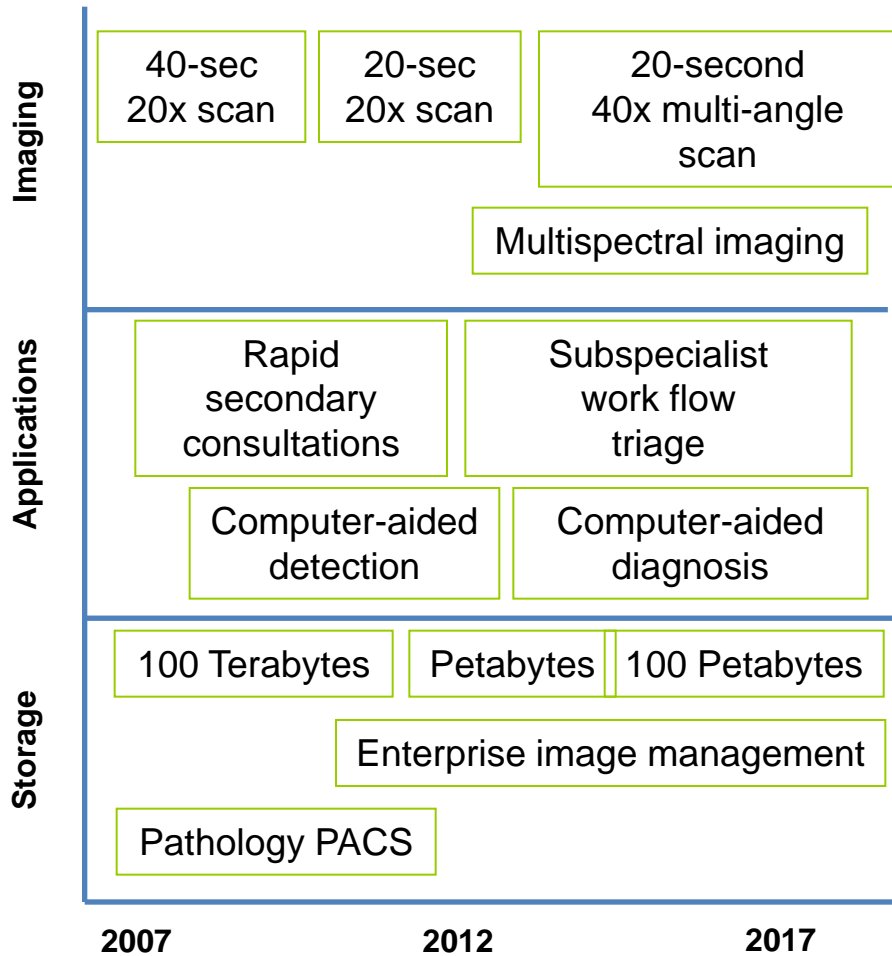 Imaging
40-sec
20x scan
20-sec
20x scan
20-second
40x multi-angle
scan
Multispectral imaging
Applications
Rapid
secondary
consultations
Subspecialist
work flow
triage
Computer-aided
detection
Computer-aided
diagnosis
Storage
100 Terabytes
Petabytes
100 Petabytes
Enterprise image management
Pathology PACS
2007
2012
2017